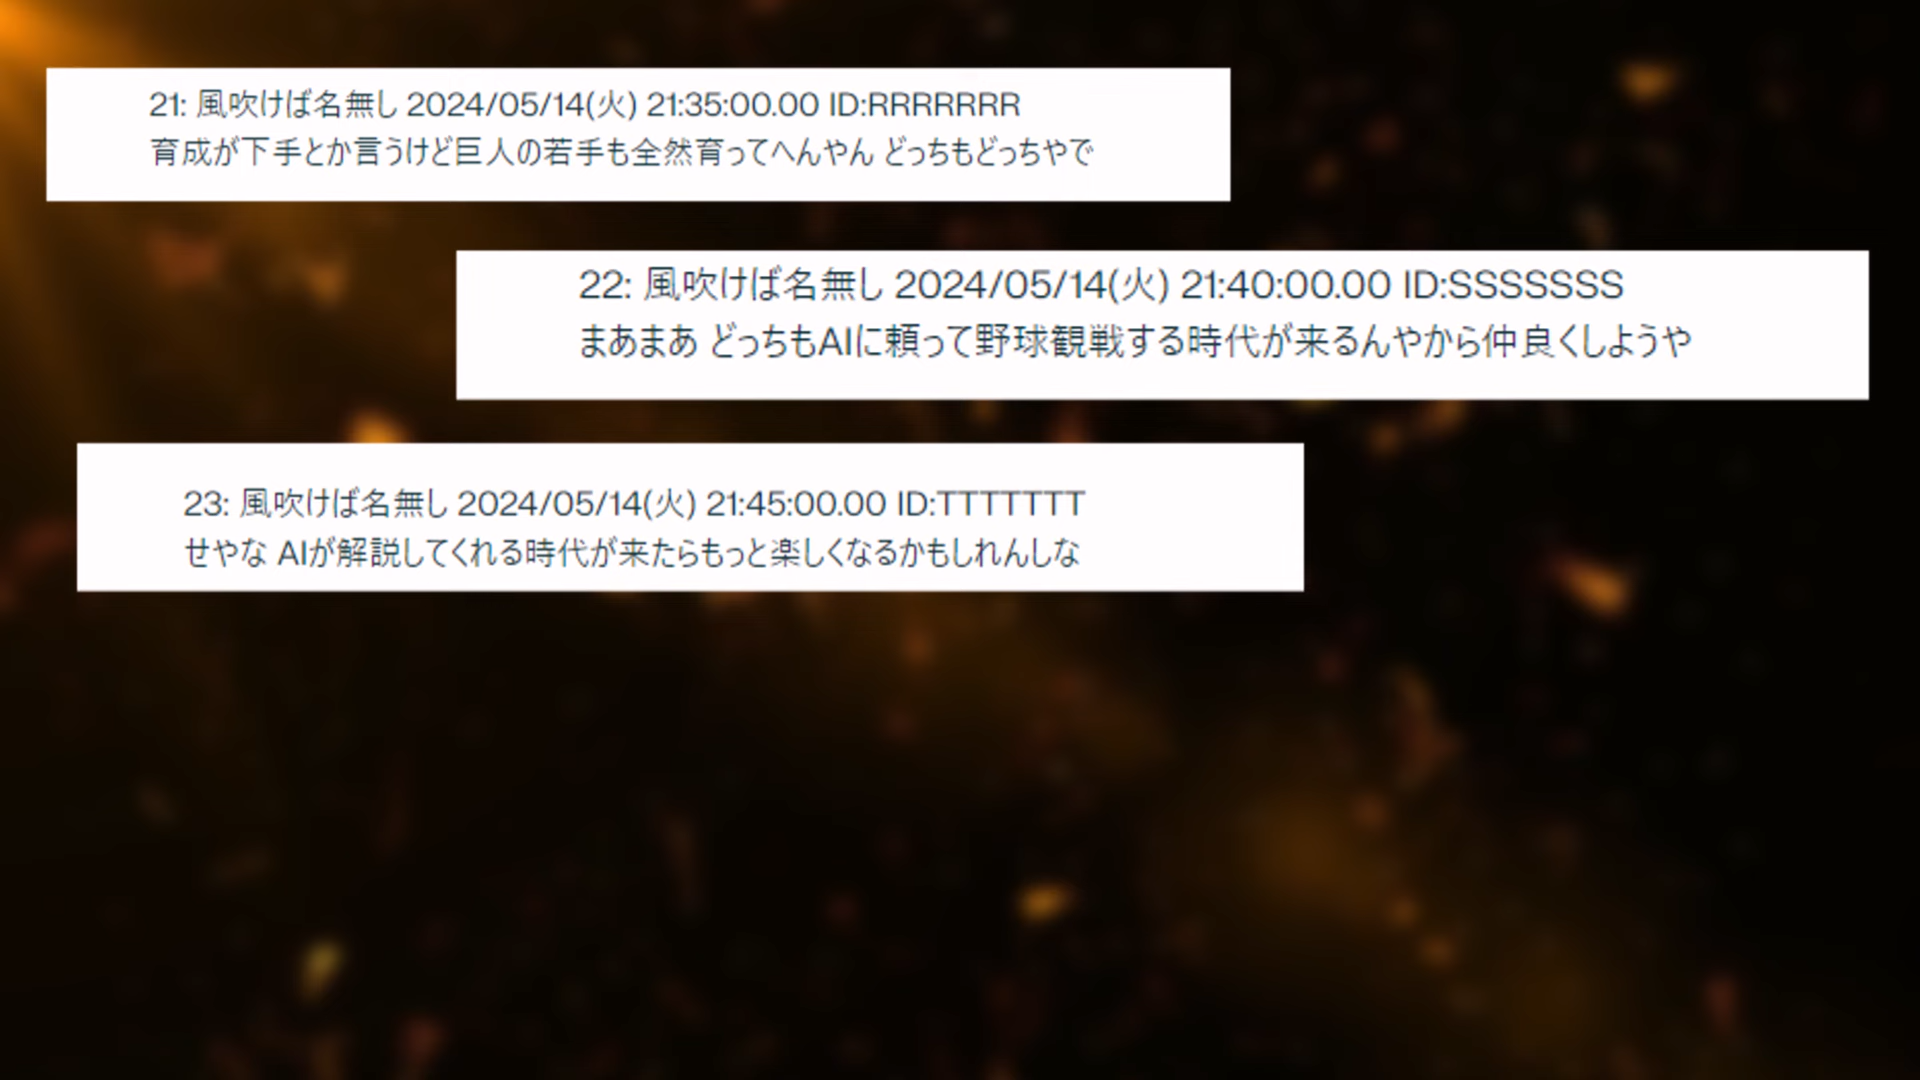 21: 風吹けば名無し 2024/05/14(火) 21:35:00.00 ID:RRRRRRR
育成が下手とか言うけど巨人の若手も全然育ってへんやん どっちもどっちやで
22: 風吹けば名無し 2024/05/14(火) 21:40:00.00 ID:SSSSSSS
まあまあ どっちもAIに頼って野球観戦する時代が来るんやから仲良くしようや
23: 風吹けば名無し 2024/05/14(火) 21:45:00.00 ID:TTTTTTT
せやな AIが解説してくれる時代が来たらもっと楽しくなるかもしれんしな